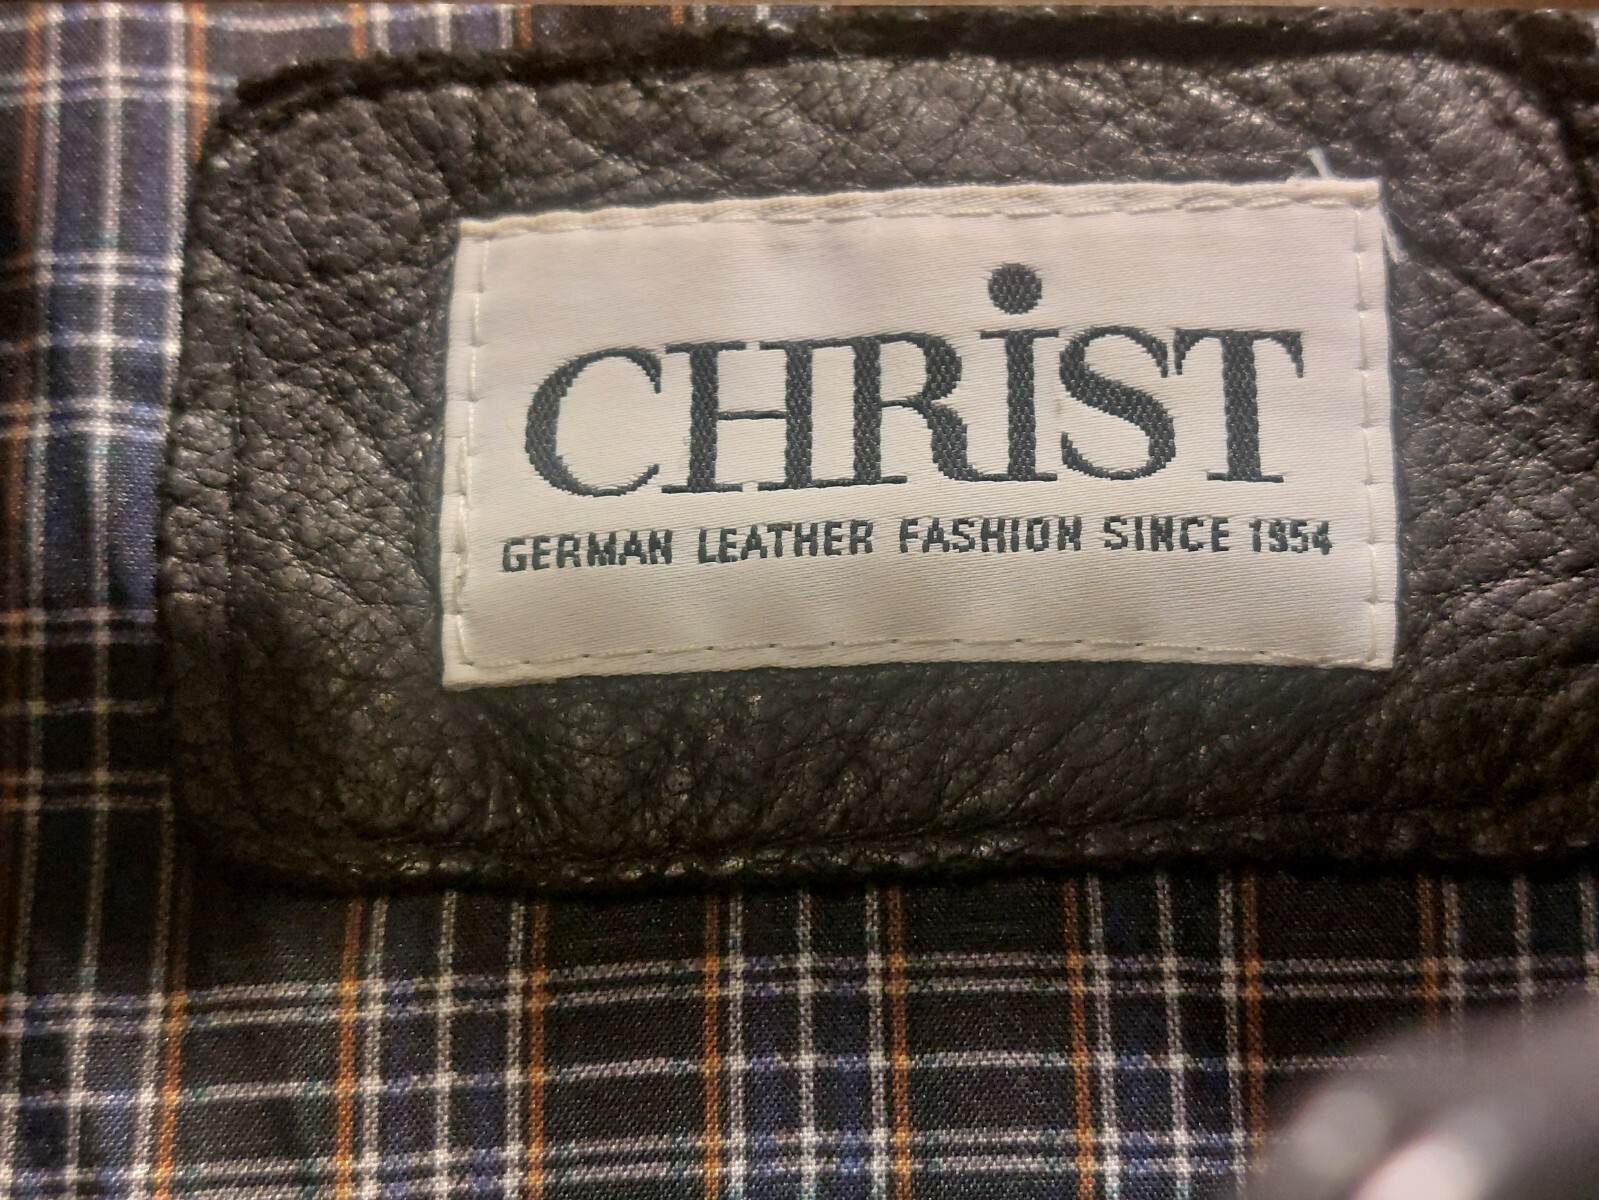 CHRiST
GERMAN LEATHER FASHION SINCE 1954